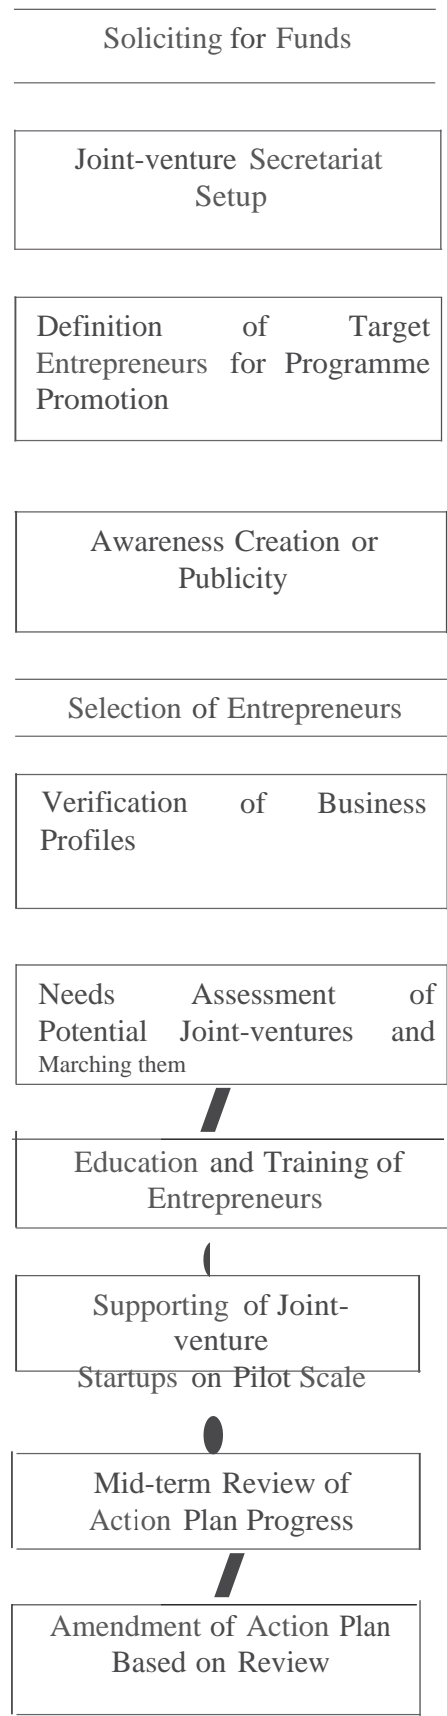 Soliciting for Funds
Joint-venture Secretariat
Setup
Definition of Target
Entrepreneurs for Programme
Promotion
Awareness Creation or
Publicity
Selection of Entrepreneurs
Verification of Business
Profiles
Needs Assessment of
Potential Joint-ventures and
Marching them
Education and Training of
Entrepreneurs
Supporting of Joint-
venture
Startups on Pilot Scale
Mid-term Review of
Action Plan Progress
Amendment of Action Plan
Based on Review